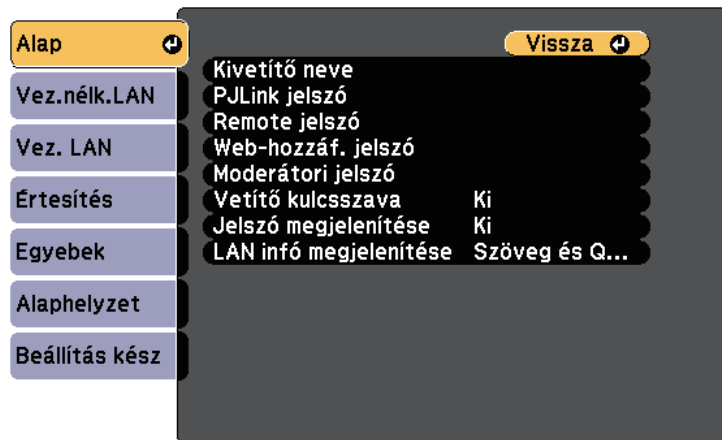 Alap
Vez.nélk.LAN
Vez. LAN
Értesítés
Egyebek
Alaphelyzet
Beállítás kész
Vissza
Kivetítő neve
PJLink jelszó
Remote jelszó
Web-hozzáf. jelszó
Moderátori jelszó
Vetítő kulcsszava Ki
Jelszó megjelenítése Ki
LAN infó megjelenítése Szöveg és Q...